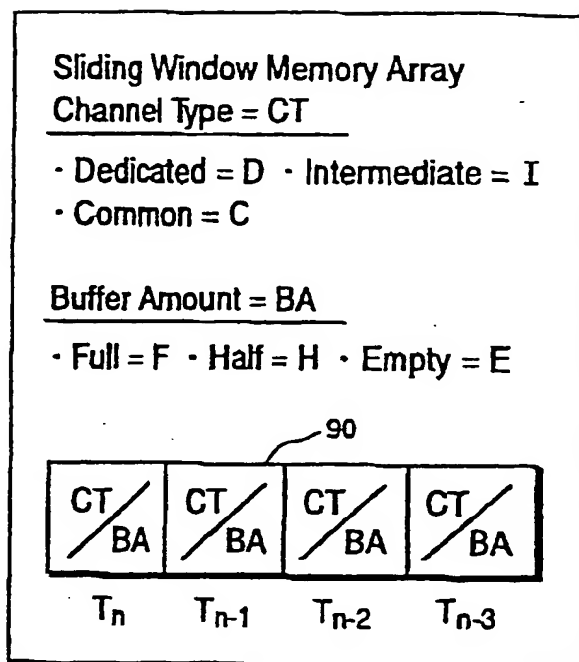 Sliding Window Memory Array
Channel Type = CT
· Dedicated = D · Intermediate = I
· Common = C
Buffer Amount = BA
· Full = F · Half = H · Empty = E
90
CT/BA CT/BA CT/BA CT/BA
Tn Tn-1 Tn-2 Tn-3